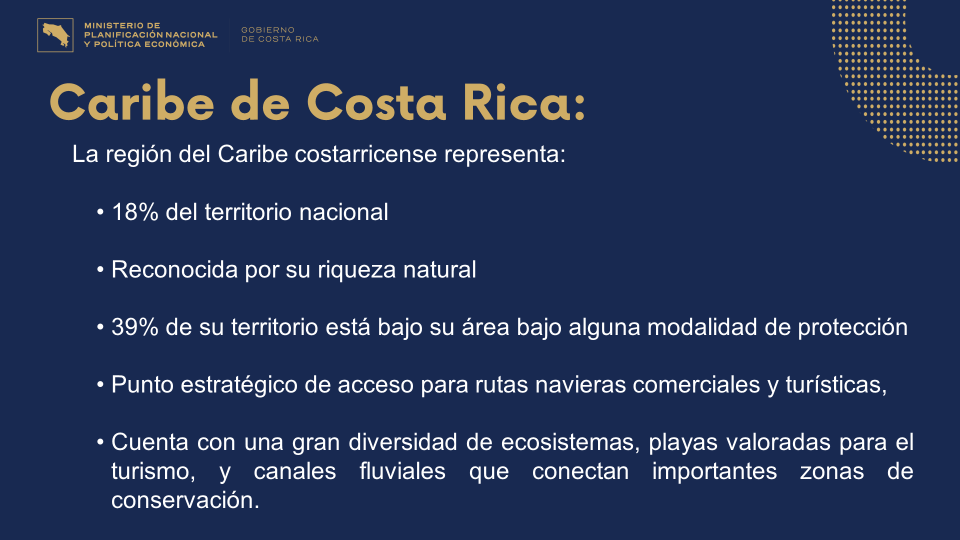 MINISTERIO DE
PLANIFICACIÓN NACIONAL
Y POLÍTICA ECONÓMICA
GOBIERNO
DE COSTA RICA
Caribe de Costa Rica:
La región del Caribe costarricense representa:
• 18% del territorio nacional
• Reconocida por su riqueza natural
• 39% de su territorio está bajo su área bajo alguna modalidad de protección
• Punto estratégico de acceso para rutas navieras comerciales y turísticas,
• Cuenta con una gran diversidad de ecosistemas, playas valoradas para el
turismo, y canales fluviales que conectan importantes zonas de
conservación.